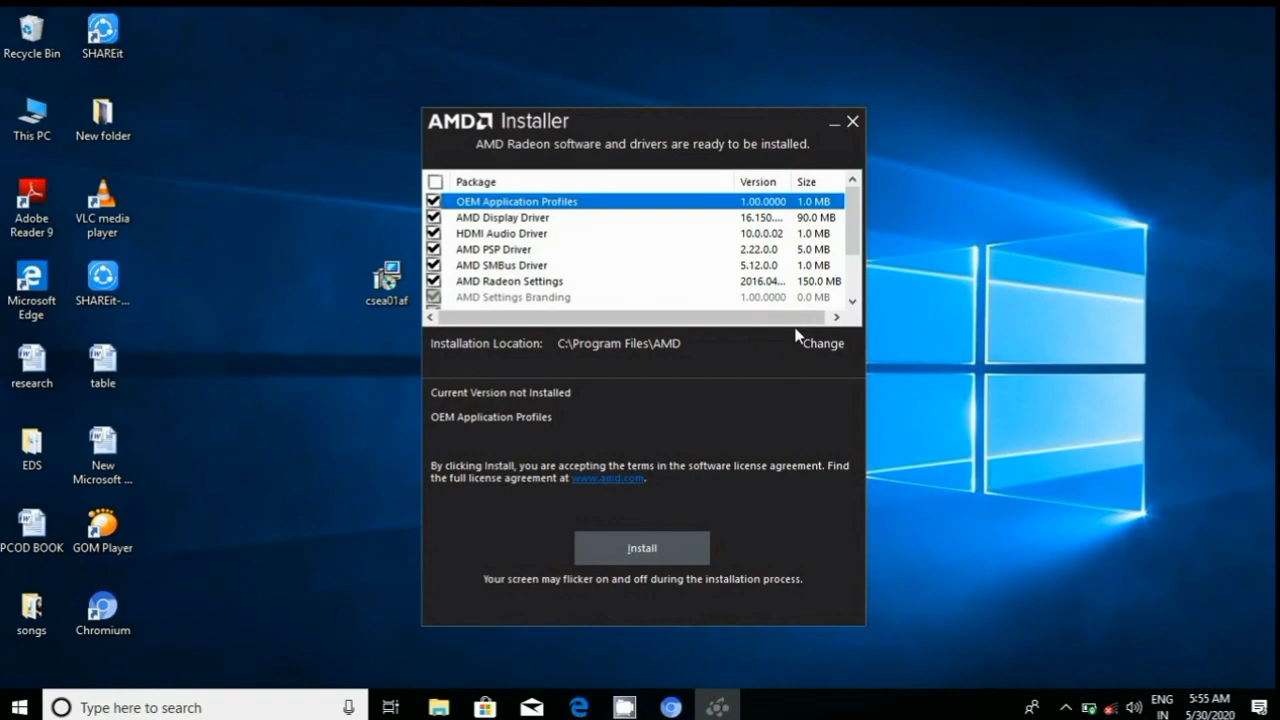 Recycle Bin
SHAREit
This PC
New folder
Adobe
Reader 9
VLC media
player
Microsoft
Edge
SHAREit-...
csea01af
research
table
EDS
New
Microsoft ...
PCOD BOOK
GOM Player
songs
Chromium
AMD Installer
AMD Radeon software and drivers are ready to be installed.
Package Version Size
OEM Application Profiles 1.00.0000 1.0 MB
AMD Display Driver 16.150.... 90.0 MB
HDMI Audio Driver 10.0.0.02 1.0 MB
AMD PSP Driver 2.22.0.0 5.0 MB
AMD SMBus Driver 5.12.0.0 1.0 MB
AMD Radeon Settings 2016.04... 150.0 MB
AMD Settings Branding 1.00.0000 0.0 MB
Installation Location: C:\Program Files\AMD Change
Current Version not Installed
OEM Application Profiles
By clicking Install, you are accepting the terms in the software license agreement. Find
the full license agreement at www.amd.com.
Install
Your screen may flicker on and off during the installation process.
Type here to search
ENG
IN
5:55 AM
5/30/2020